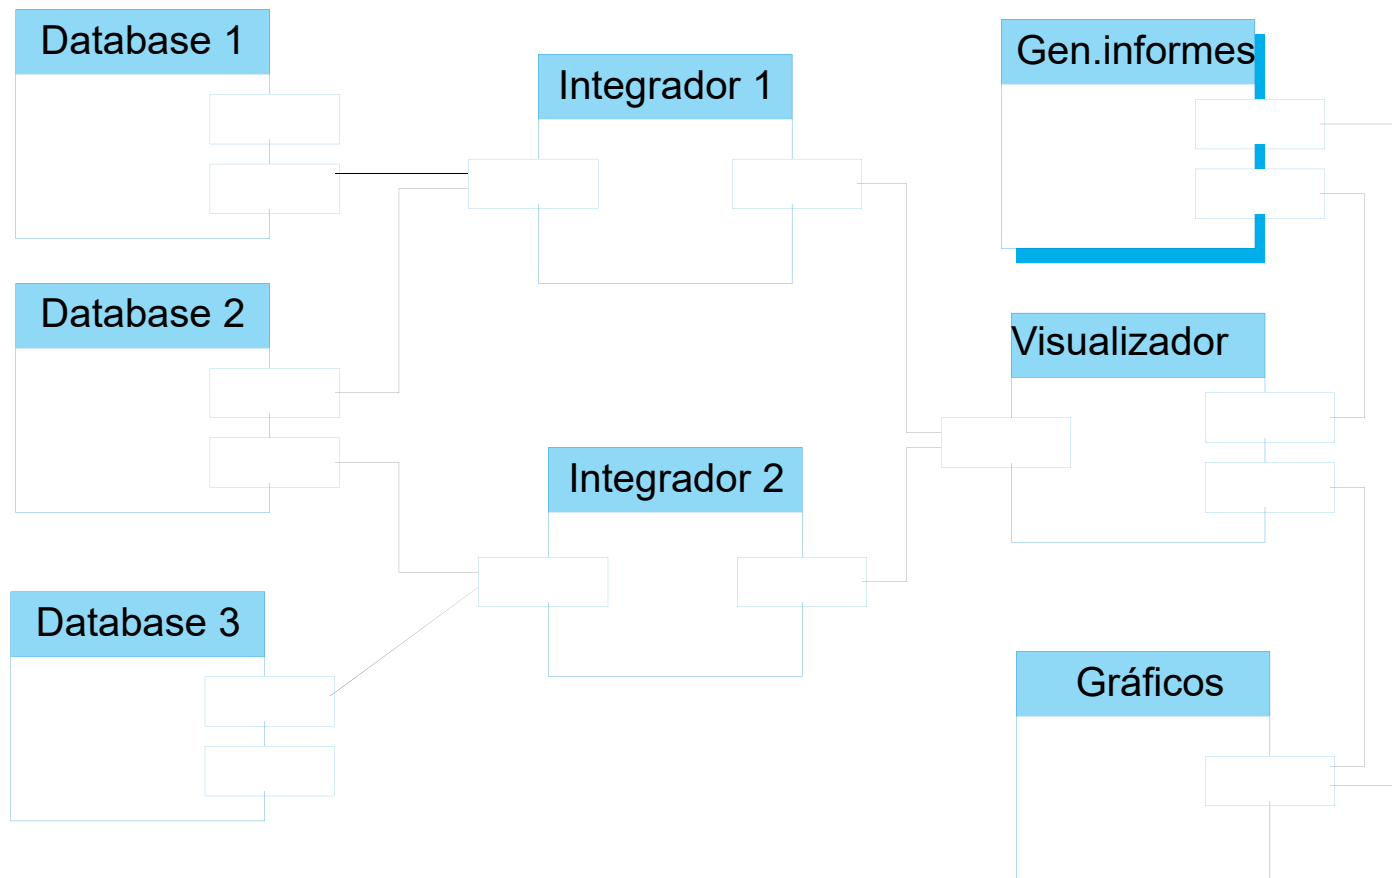 Database 1
Integrador 1
Gen.informes
Database 2
Visualizador
Integrador 2
Database 3
Gráficos